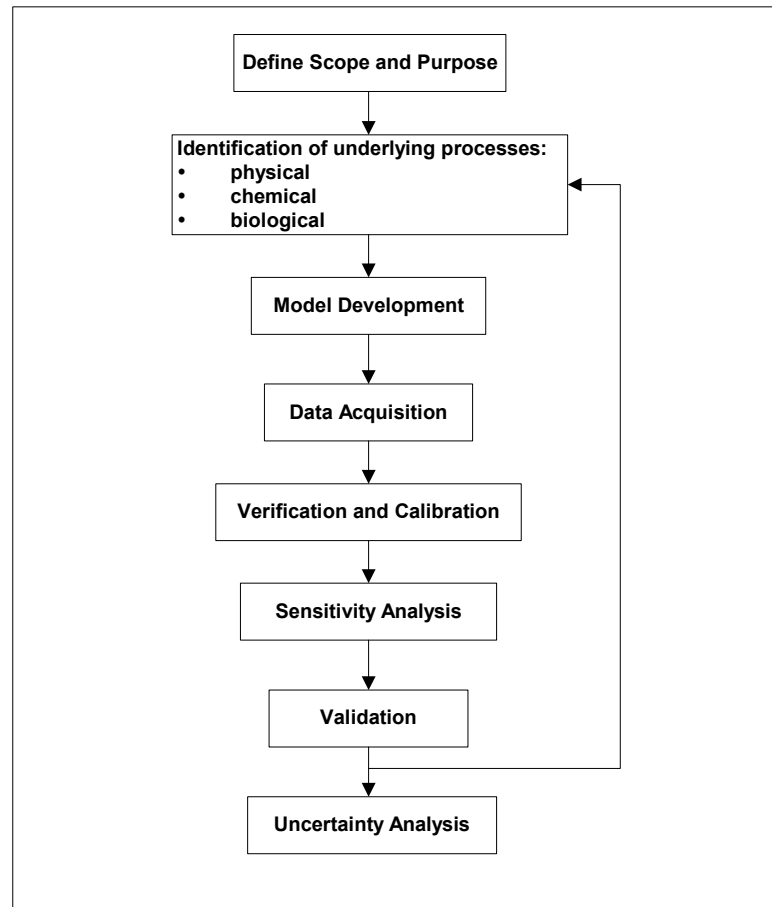 Define Scope and Purpose
Identification of underlying processes:
• physical
• chemical
• biological
Model Development
Data Acquisition
Verification and Calibration
Sensitivity Analysis
Validation
Uncertainty Analysis